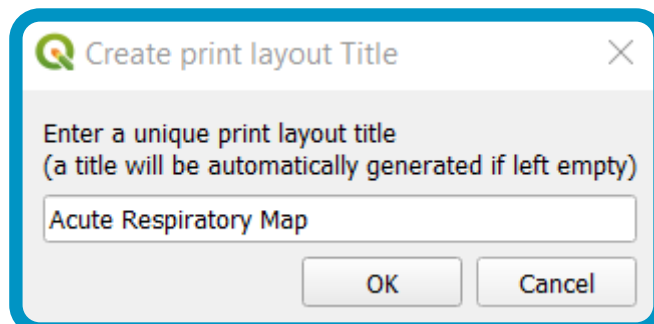 Create print layout Title
Enter a unique print layout title
(a title will be automatically generated if left empty)
Acute Respiratory Map
OK Cancel